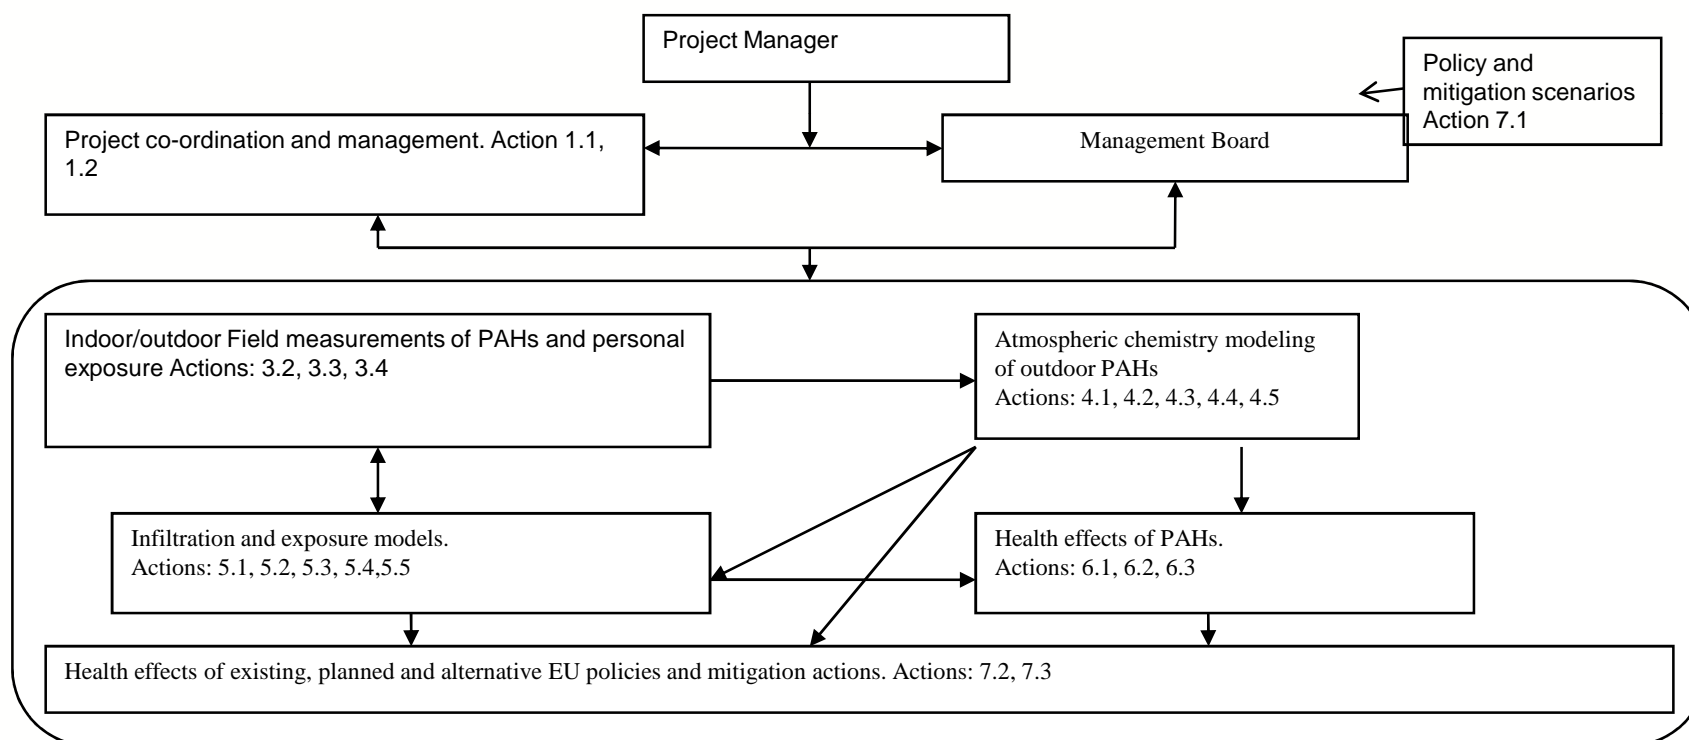 Project Manager
Policy and
mitigation scenarios
Action 7.1
Project co-ordination and management. Action 1.1,
1.2
Management Board
Indoor/outdoor Field measurements of PAHs and personal
exposure Actions: 3.2, 3.3, 3.4
Atmospheric chemistry modeling
of outdoor PAHs
Actions: 4.1, 4.2, 4.3, 4.4, 4.5
Infiltration and exposure models.
Actions: 5.1, 5.2, 5.3, 5.4,5.5
Health effects of PAHs.
Actions: 6.1, 6.2, 6.3
Health effects of existing, planned and alternative EU policies and mitigation actions. Actions: 7.2, 7.3